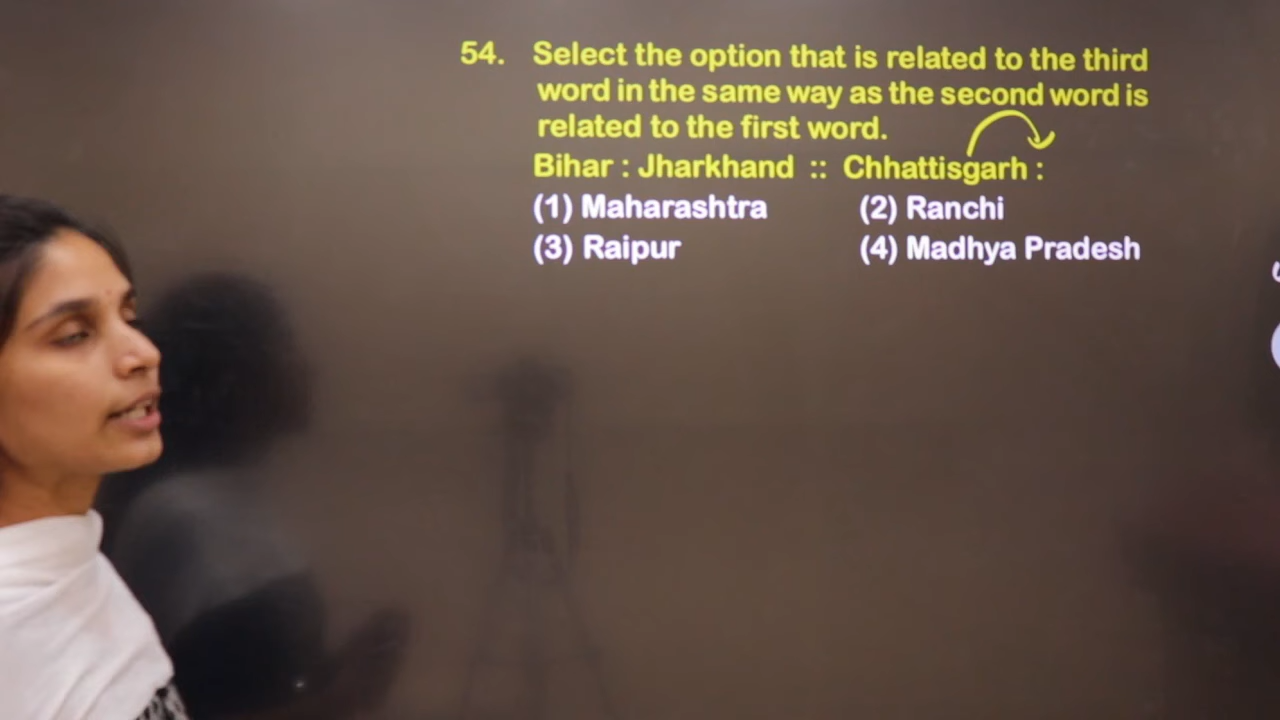 54. Select the option that is related to the third
word in the same way as the second word is
related to the first word.
Bihar : Jharkhand :: Chhattisgarh :
(1) Maharashtra (2) Ranchi
(3) Raipur (4) Madhya Pradesh